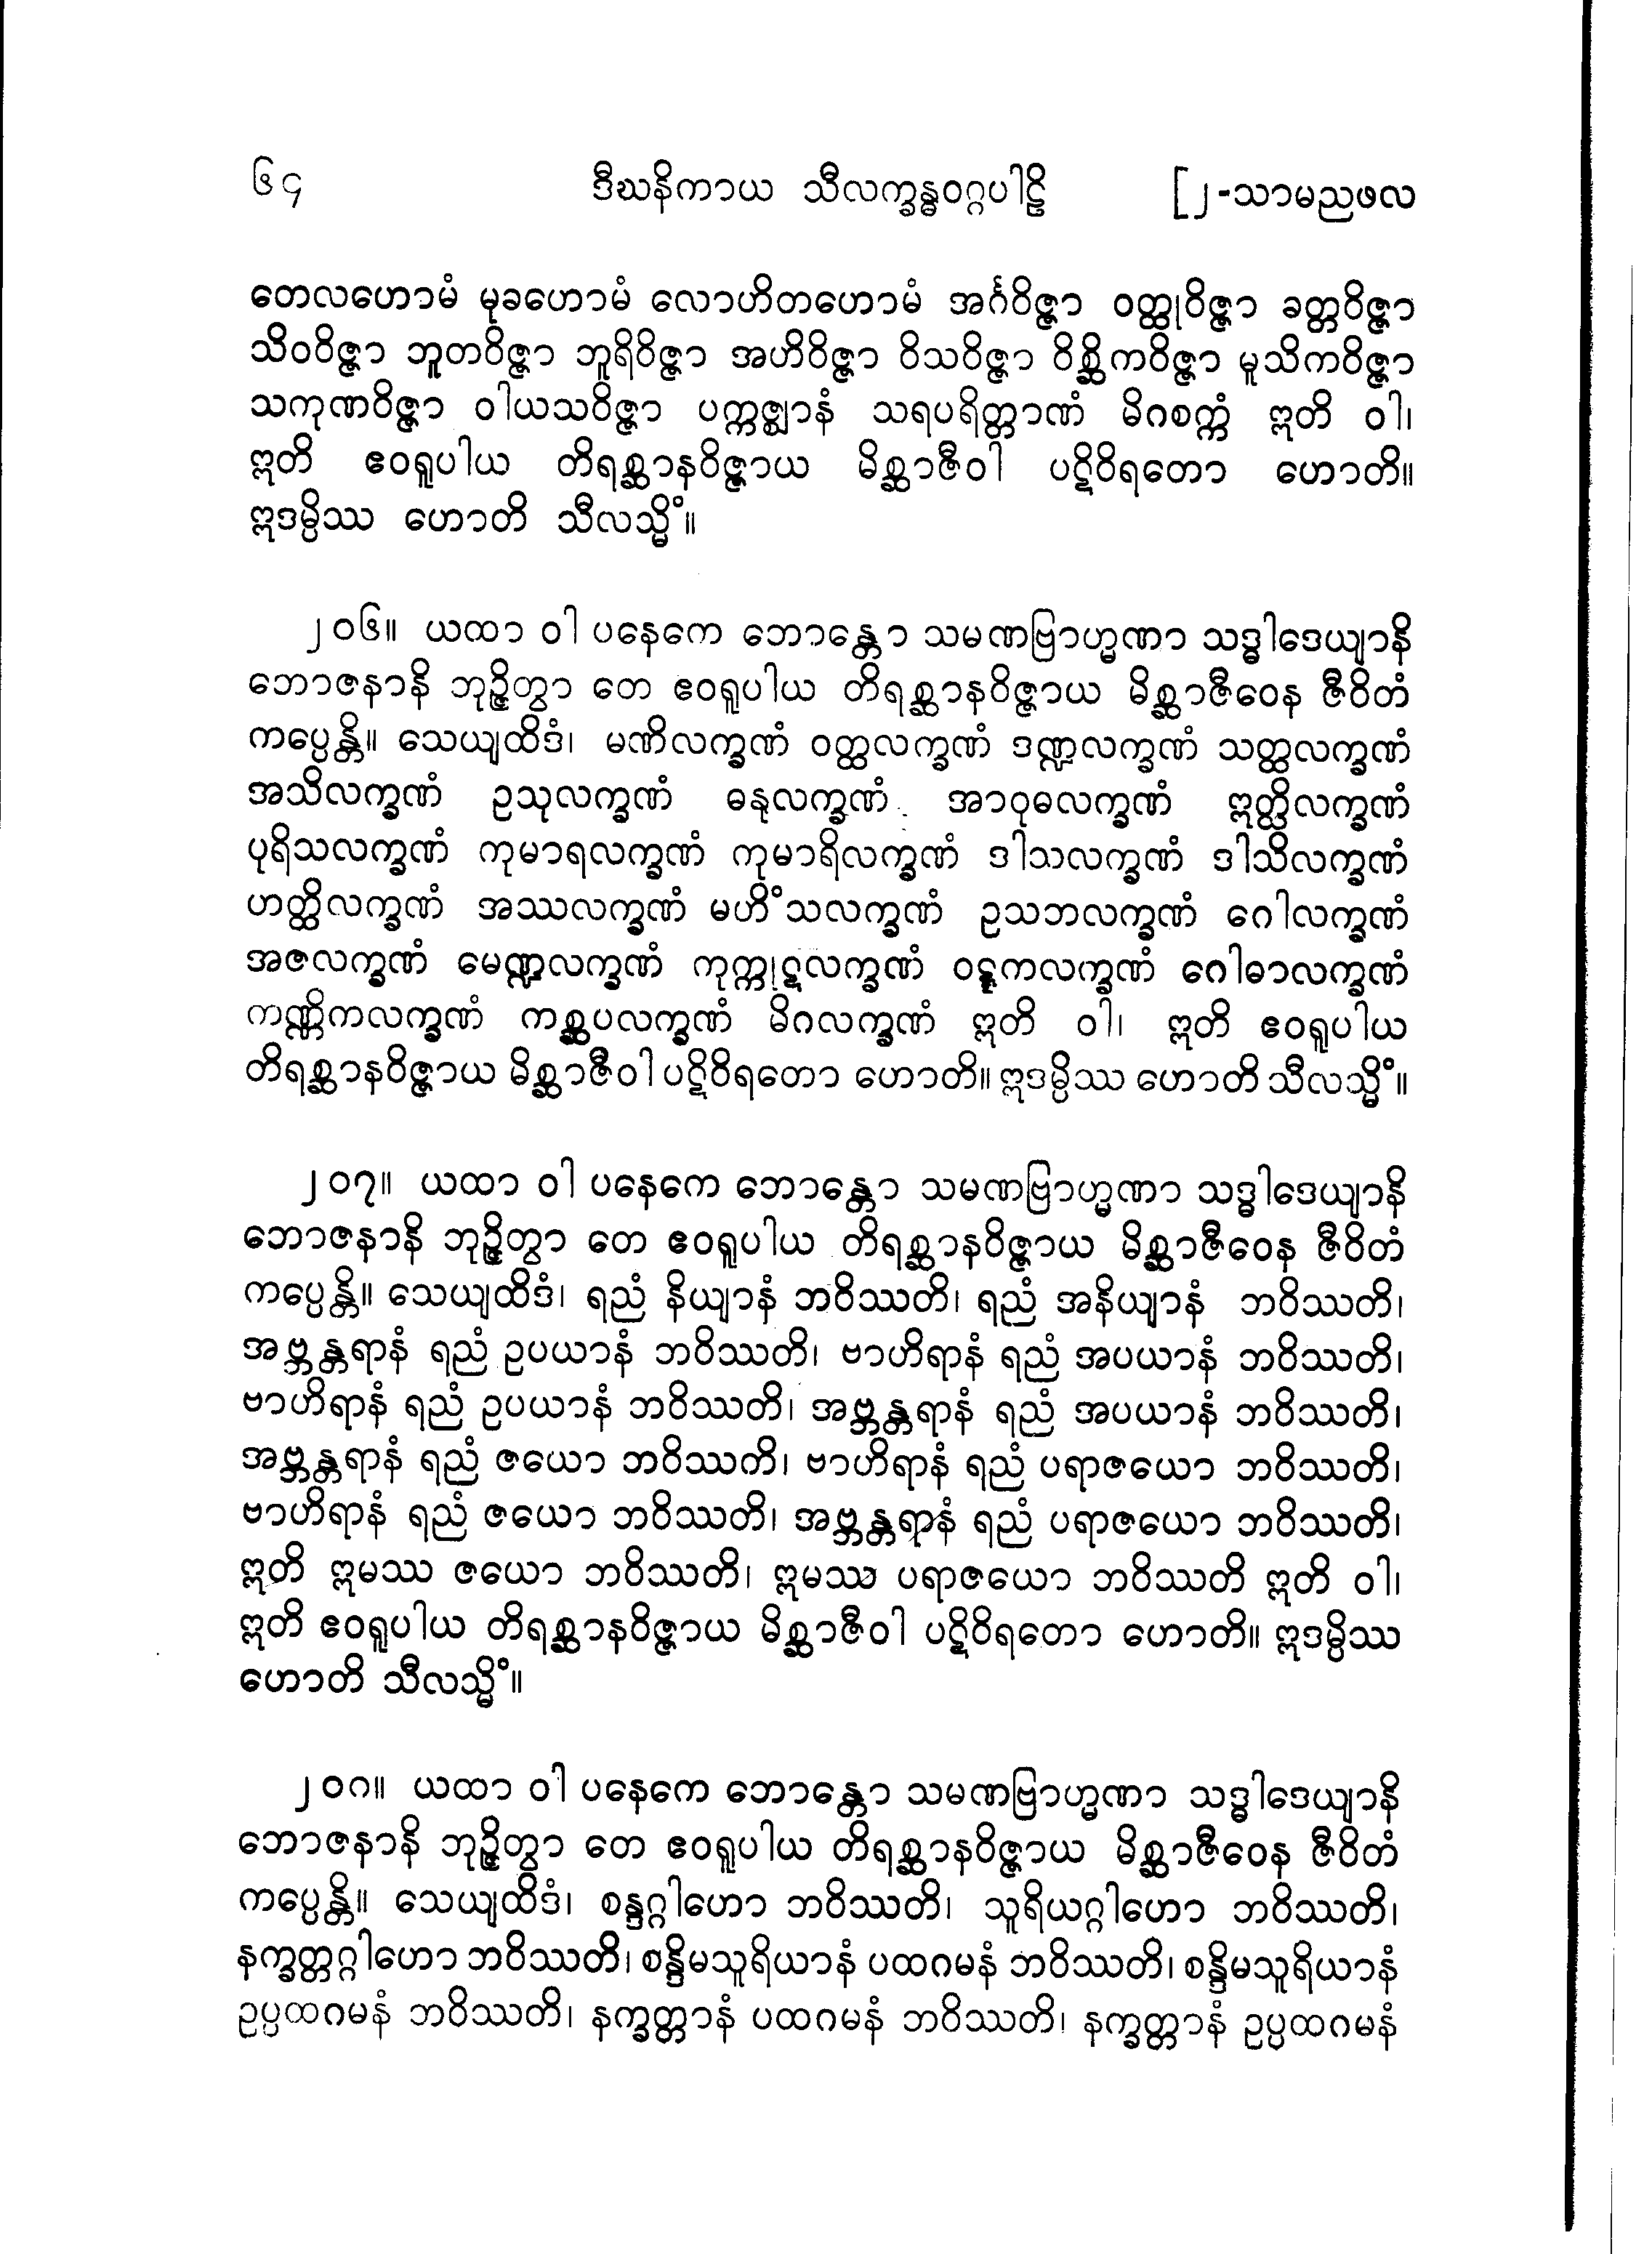 ၆၄ ဒီဃနိကာယ သီလက္ခန္ဓဝဂ္ဂပါဠိ [၂-သာမညဖလ
တေလဟောမံ မုခဟောမံ လောဟိတဟောမံ အင်္ဂဝိဇ္ဇာ ဝတ္ထုဝိဇ္ဇာ ခတ္တဝိဇ္ဇာ
သိဝဝိဇ္ဇာ ဘူတဝိဇ္ဇာ ဘူရိဝိဇ္ဇာ အဟိဝိဇ္ဇာ ဝိသဝိဇ္ဇာ ဝိစ္ဆိကဝိဇ္ဇာ မူသိကဝိဇ္ဇာ
သကုဏဝိဇ္ဇာ ဝါယသဝိဇ္ဇာ ပက္ကဇ္ဈာနံ သရပရိတ္တာဏံ မိဂစက္ကံ ဣတိ ဝါ၊
ဣတိ ဧဝရူပါယ တိရစ္ဆာနဝိဇ္ဇာယ မိစ္ဆာဇီဝါ ပဋိဝိရတော ဟောတိ။
ဣဒမ္ပိဿ ဟောတိ သီလသ္မိံ။
၂၀၆။ ယထာ ဝါ ပနေကေ ဘောန္တော သမဏဗြာဟ္မဏာ သဒ္ဓါဒေယျာနိ
ဘောဇနာနိ ဘုဉ္ဇိတွာ တေ ဧဝရူပါယ တိရစ္ဆာနဝိဇ္ဇာယ မိစ္ဆာဇီဝေန ဇီဝိတံ
ကပ္ပေန္တိ။ သေယျထိဒံ၊ မဏိလက္ခဏံ ဝတ္ထလက္ခဏံ ဒဏ္ဍလက္ခဏံ သတ္ထလက္ခဏံ
အသိလက္ခဏံ ဥသုလက္ခဏံ ဓနုလက္ခဏံ အာဝုဓလက္ခဏံ ဣတ္ထိလက္ခဏံ
ပုရိသလက္ခဏံ ကုမာရလက္ခဏံ ကုမာရိလက္ခဏံ ဒါသလက္ခဏံ ဒါသိလက္ခဏံ
ဟတ္ထိလက္ခဏံ အဿလက္ခဏံ မဟိံသလက္ခဏံ ဥသဘလက္ခဏံ ဂေါလက္ခဏံ
အဇလက္ခဏံ မေဏ္ဍလက္ခဏံ ကုက္ကုဋလက္ခဏံ ဝဋ္ဋကလက္ခဏံ ဂေါဓာလက္ခဏံ
ကဏ္ဏိကလက္ခဏံ ကစ္ဆပလက္ခဏံ မိဂလက္ခဏံ ဣတိ ဝါ၊ ဣတိ ဧဝရူပါယ
တိရစ္ဆာနဝိဇ္ဇာယ မိစ္ဆာဇီဝါ ပဋိဝိရတော ဟောတိ။ ဣဒမ္ပိဿ ဟောတိ သီလသ္မိံ။
၂၀၇။ ယထာ ဝါ ပနေကေ ဘောန္တော သမဏဗြာဟ္မဏာ သဒ္ဓါဒေယျာနိ
ဘောဇနာနိ ဘုဉ္ဇိတွာ တေ ဧဝရူပါယ တိရစ္ဆာနဝိဇ္ဇာယ မိစ္ဆာဇီဝေန ဇီဝိတံ
ကပ္ပေန္တိ။ သေယျထိဒံ၊ ရညံ နိယျာနံ ဘဝိဿတိ၊ ရညံ အနိယျာနံ ဘဝိဿတိ၊
အဗ္ဘန္တရာနံ ရညံ ဥပယာနံ ဘဝိဿတိ၊ ဗာဟိရာနံ ရညံ အပယာနံ ဘဝိဿတိ၊
ဗာဟိရာနံ ရညံ ဥပယာနံ ဘဝိဿတိ၊ အဗ္ဘန္တရာနံ ရညံ အပယာနံ ဘဝိဿတိ၊
အဗ္ဘန္တရာနံ ရညံ ဇယော ဘဝိဿတိ၊ ဗာဟိရာနံ ရညံ ပရာဇယော ဘဝိဿတိ၊
ဗာဟိရာနံ ရညံ ဇယော ဘဝိဿတိ၊ အဗ္ဘန္တရာနံ ရညံ ပရာဇယော ဘဝိဿတိ၊
ဣတိ ဣမဿ ဇယော ဘဝိဿတိ၊ ဣမဿ ပရာဇယော ဘဝိဿတိ ဣတိ ဝါ၊
ဣတိ ဧဝရူပါယ တိရစ္ဆာနဝိဇ္ဇာယ မိစ္ဆာဇီဝါ ပဋိဝိရတော ဟောတိ။ ဣဒမ္ပိဿ
ဟောတိ သီလသ္မိံ။
၂၀၈။ ယထာ ဝါ ပနေကေ ဘောန္တော သမဏဗြာဟ္မဏာ သဒ္ဓါဒေယျာနိ
ဘောဇနာနိ ဘုဉ္ဇိတွာ တေ ဧဝရူပါယ တိရစ္ဆာနဝိဇ္ဇာယ မိစ္ဆာဇီဝေန ဇီဝိတံ
ကပ္ပေန္တိ။ သေယျထိဒံ၊ စန္ဒဂ္ဂါဟော ဘဝိဿတိ၊ သူရိယဂ္ဂါဟော ဘဝိဿတိ၊
နက္ခတ္တဂ္ဂါဟော ဘဝိဿတိ၊ စန္ဒိမသူရိယာနံ ပထဂမနံ ဘဝိဿတိ၊ စန္ဒိမသူရိယာနံ
ဥပ္ပထဂမနံ ဘဝိဿတိ၊ နက္ခတ္တာနံ ပထဂမနံ ဘဝိဿတိ၊ နက္ခတ္တာနံ ဥပ္ပထဂမနံ